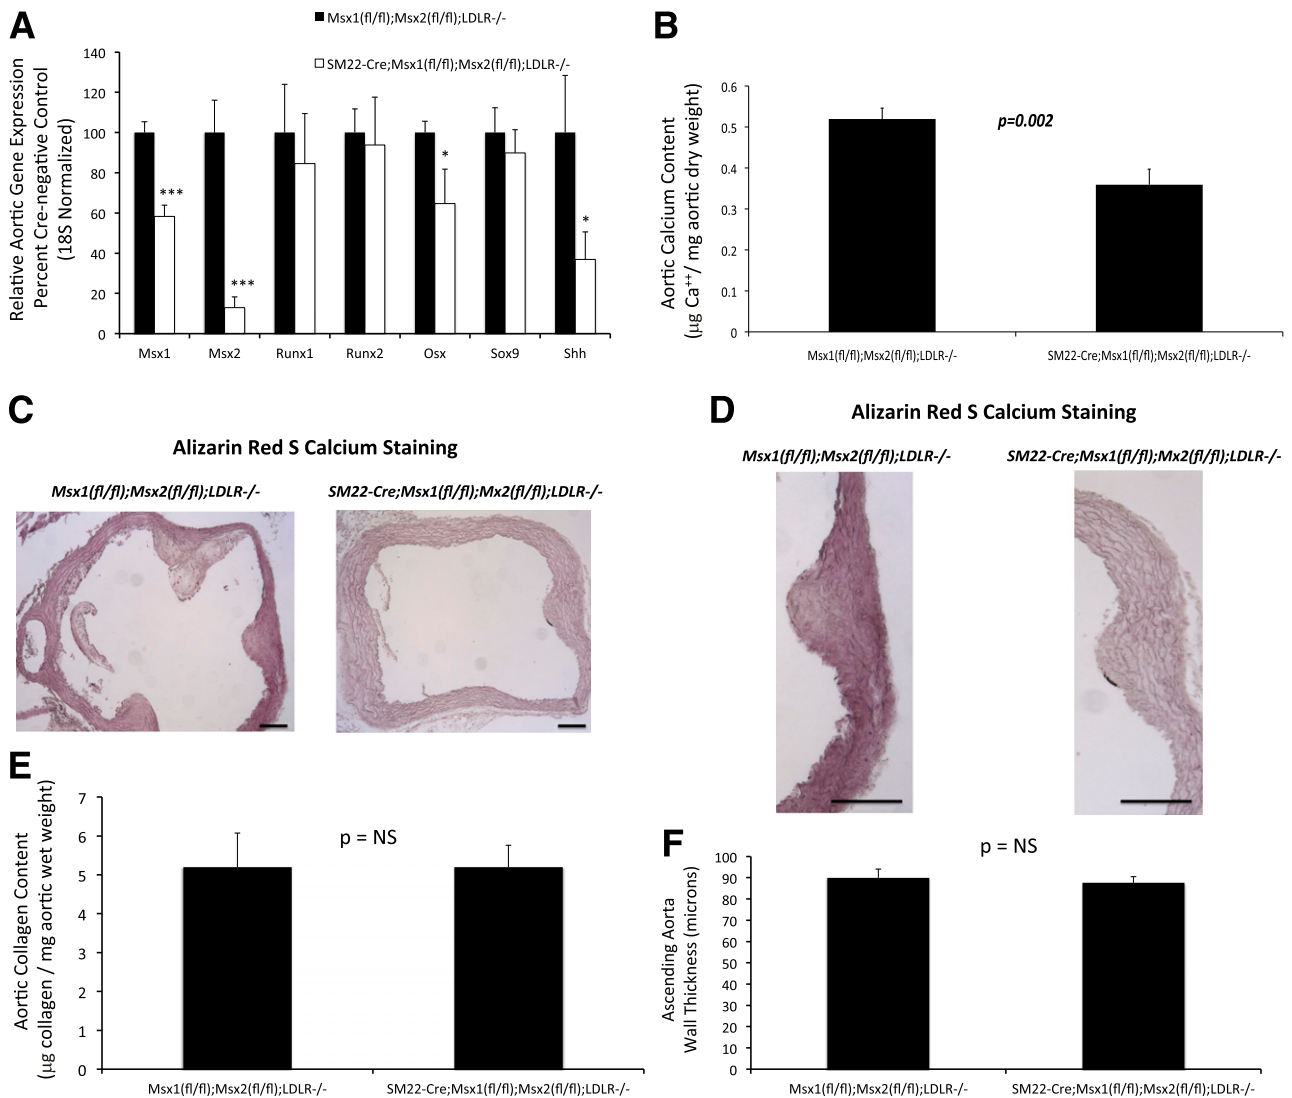 A
Msx1(fl/fl);Msx2(fl/fl);LDLR-/-
SM22-Cre;Msx1(fl/fl);Msx2(fl/fl);LDLR-/-
Relative Aortic Gene Expression
Percent Cre-negative Control
(18S Normalized)
140
120
100
80
60
40
20
0
***
***
*
*
Msx1 Msx2 Runx1 Runx2 Osx Sox9 Shh
B
Aortic Calcium Content
(µg Ca++/ mg aortic dry weight)
0.6
0.5
0.4
0.3
0.2
0.1
0
p=0.002
Msx1(fl/fl);Msx2(fl/fl);LDLR-/- SM22-Cre;Msx1(fl/fl);Msx2(fl/fl);LDLR-/-
C
Alizarin Red S Calcium Staining
Msx1(fl/fl);Msx2(fl/fl);LDLR-/- SM22-Cre;Msx1(fl/fl);Mx2(fl/fl);LDLR-/-
D
Alizarin Red S Calcium Staining
Msx1(fl/fl);Msx2(fl/fl);LDLR-/- SM22-Cre;Msx1(fl/fl);Mx2(fl/fl);LDLR-/-
E
Aortic Collagen Content
(µg collagen / mg aortic wet weight)
7
6
5
4
3
2
1
0
p = NS
Msx1(fl/fl);Msx2(fl/fl);LDLR-/- SM22-Cre;Msx1(fl/fl);Msx2(fl/fl);LDLR-/-
F
Ascending Aorta
Wall Thickness (microns)
100
90
80
70
60
50
40
30
20
10
0
p = NS
Msx1(fl/fl);Msx2(fl/fl);LDLR-/- SM22-Cre;Msx1(fl/fl);Msx2(fl/fl);LDLR-/-